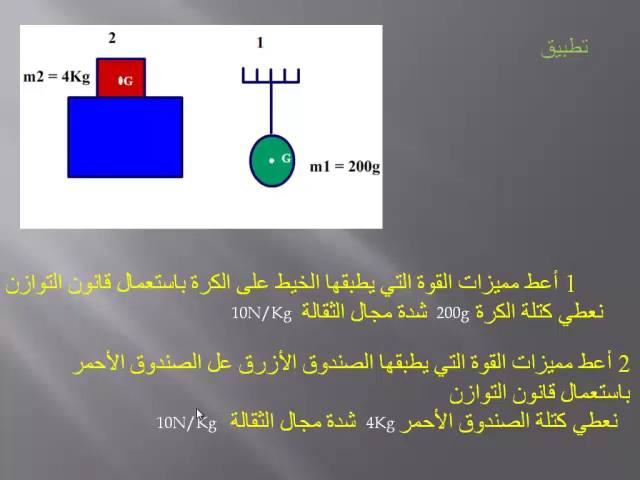 تطبيق
2
1
m2 = 4Kg
G
G
m1 = 200g
1 أعط مميزات القوة التي يطبقها الخيط على الكرة باستعمال قانون التوازن
نعطي كتلة الكرة 200g شدة مجال الثقالة 10N/Kg
2 أعط مميزات القوة التي يطبقها الصندوق الأزرق عل الصندوق الأحمر
باستعمال قانون التوازن
نعطي كتلة الصندوق الأحمر 4Kg شدة مجال الثقالة 10N/Kg